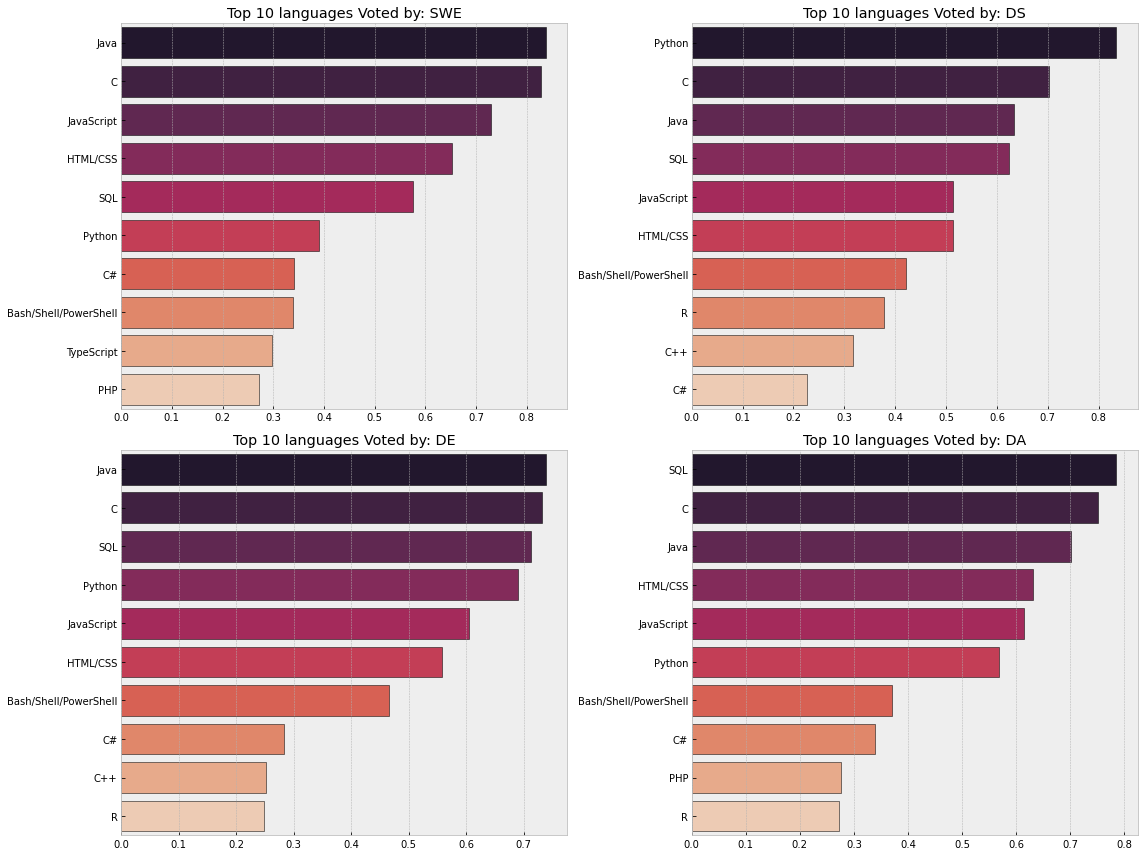 Top 10 languages Voted by: SWE
Java
C
JavaScript
HTML/CSS
SQL
Python
C#
Bash/Shell/PowerShell
TypeScript
PHP
0.0 0.1 0.2 0.3 0.4 0.5 0.6 0.7 0.8
Top 10 languages Voted by: DS
Python
C
Java
SQL
JavaScript
HTML/CSS
Bash/Shell/PowerShell
R
C++
C#
0.0 0.1 0.2 0.3 0.4 0.5 0.6 0.7 0.8
Top 10 languages Voted by: DE
Java
C
SQL
Python
JavaScript
HTML/CSS
Bash/Shell/PowerShell
C#
C++
R
0.0 0.1 0.2 0.3 0.4 0.5 0.6 0.7
Top 10 languages Voted by: DA
SQL
C
Java
HTML/CSS
JavaScript
Python
Bash/Shell/PowerShell
C#
PHP
R
0.0 0.1 0.2 0.3 0.4 0.5 0.6 0.7 0.8